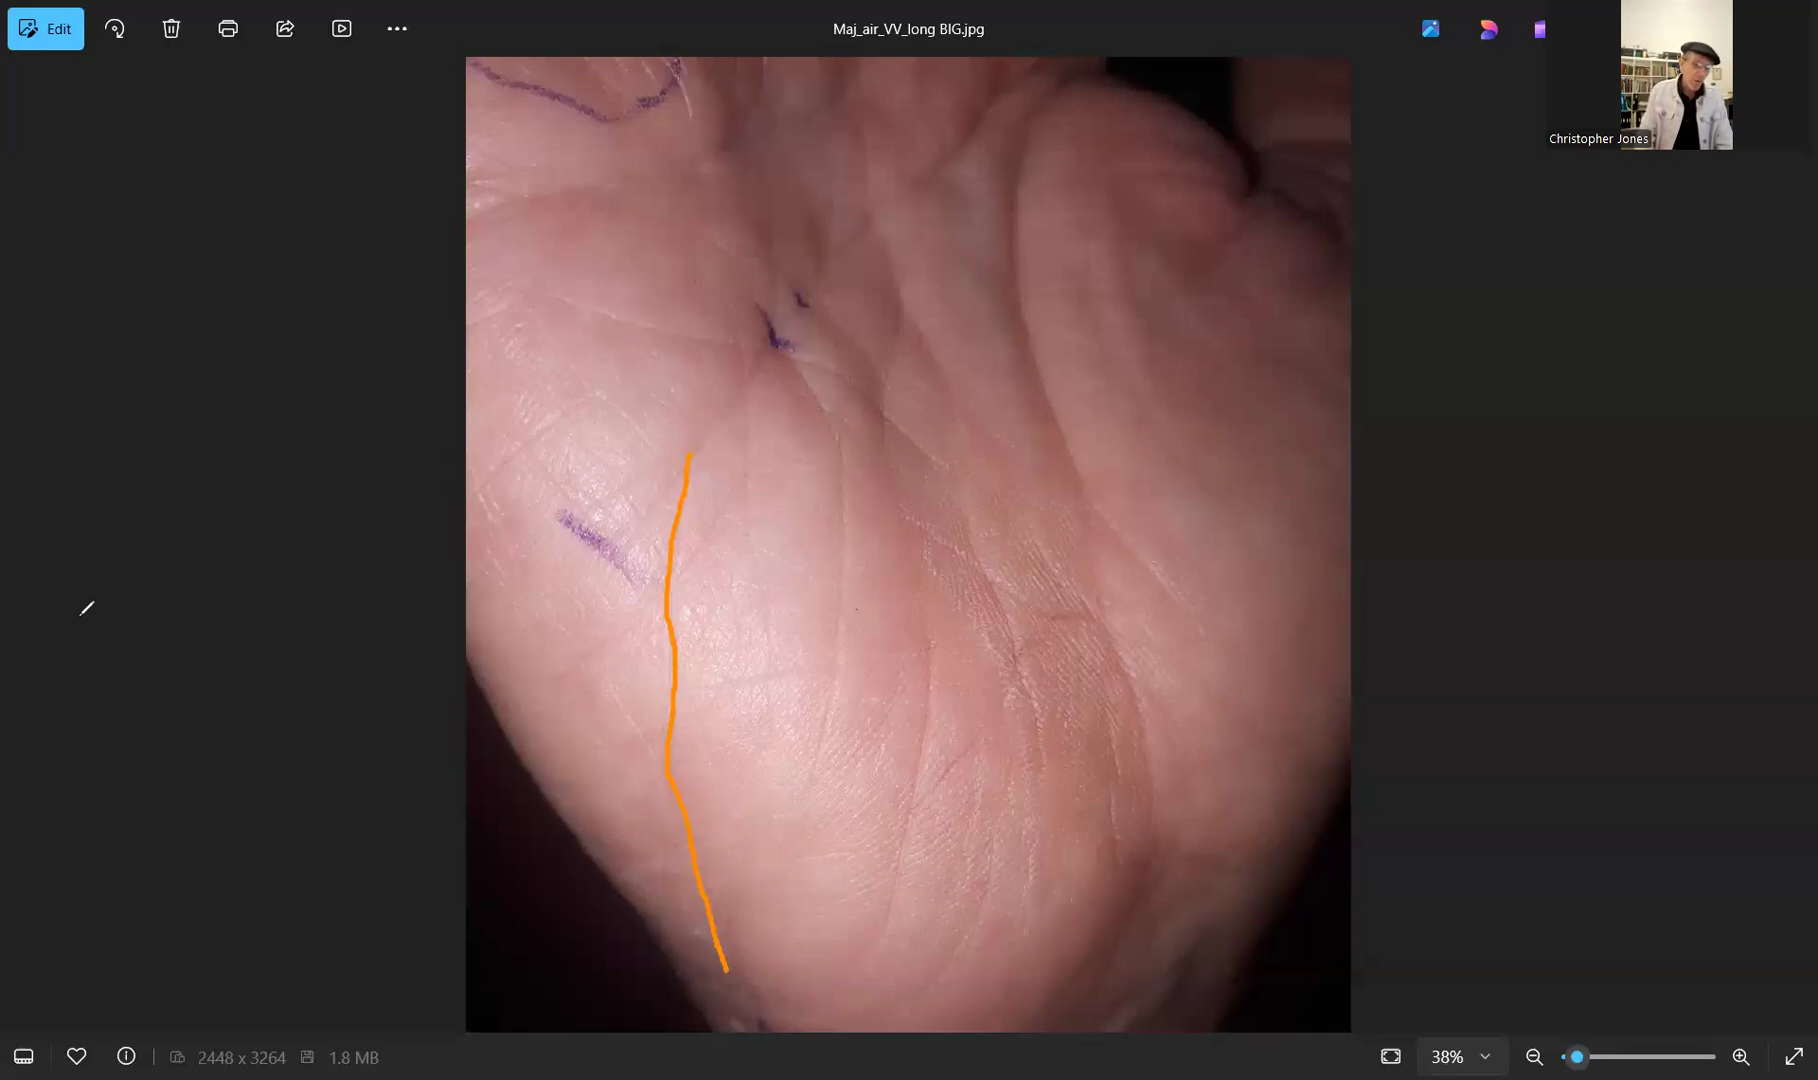 Edit
Maj_air_VV_long BIG.jpg
Christopher Jones
2448 x 3264
1.8 MB
38%